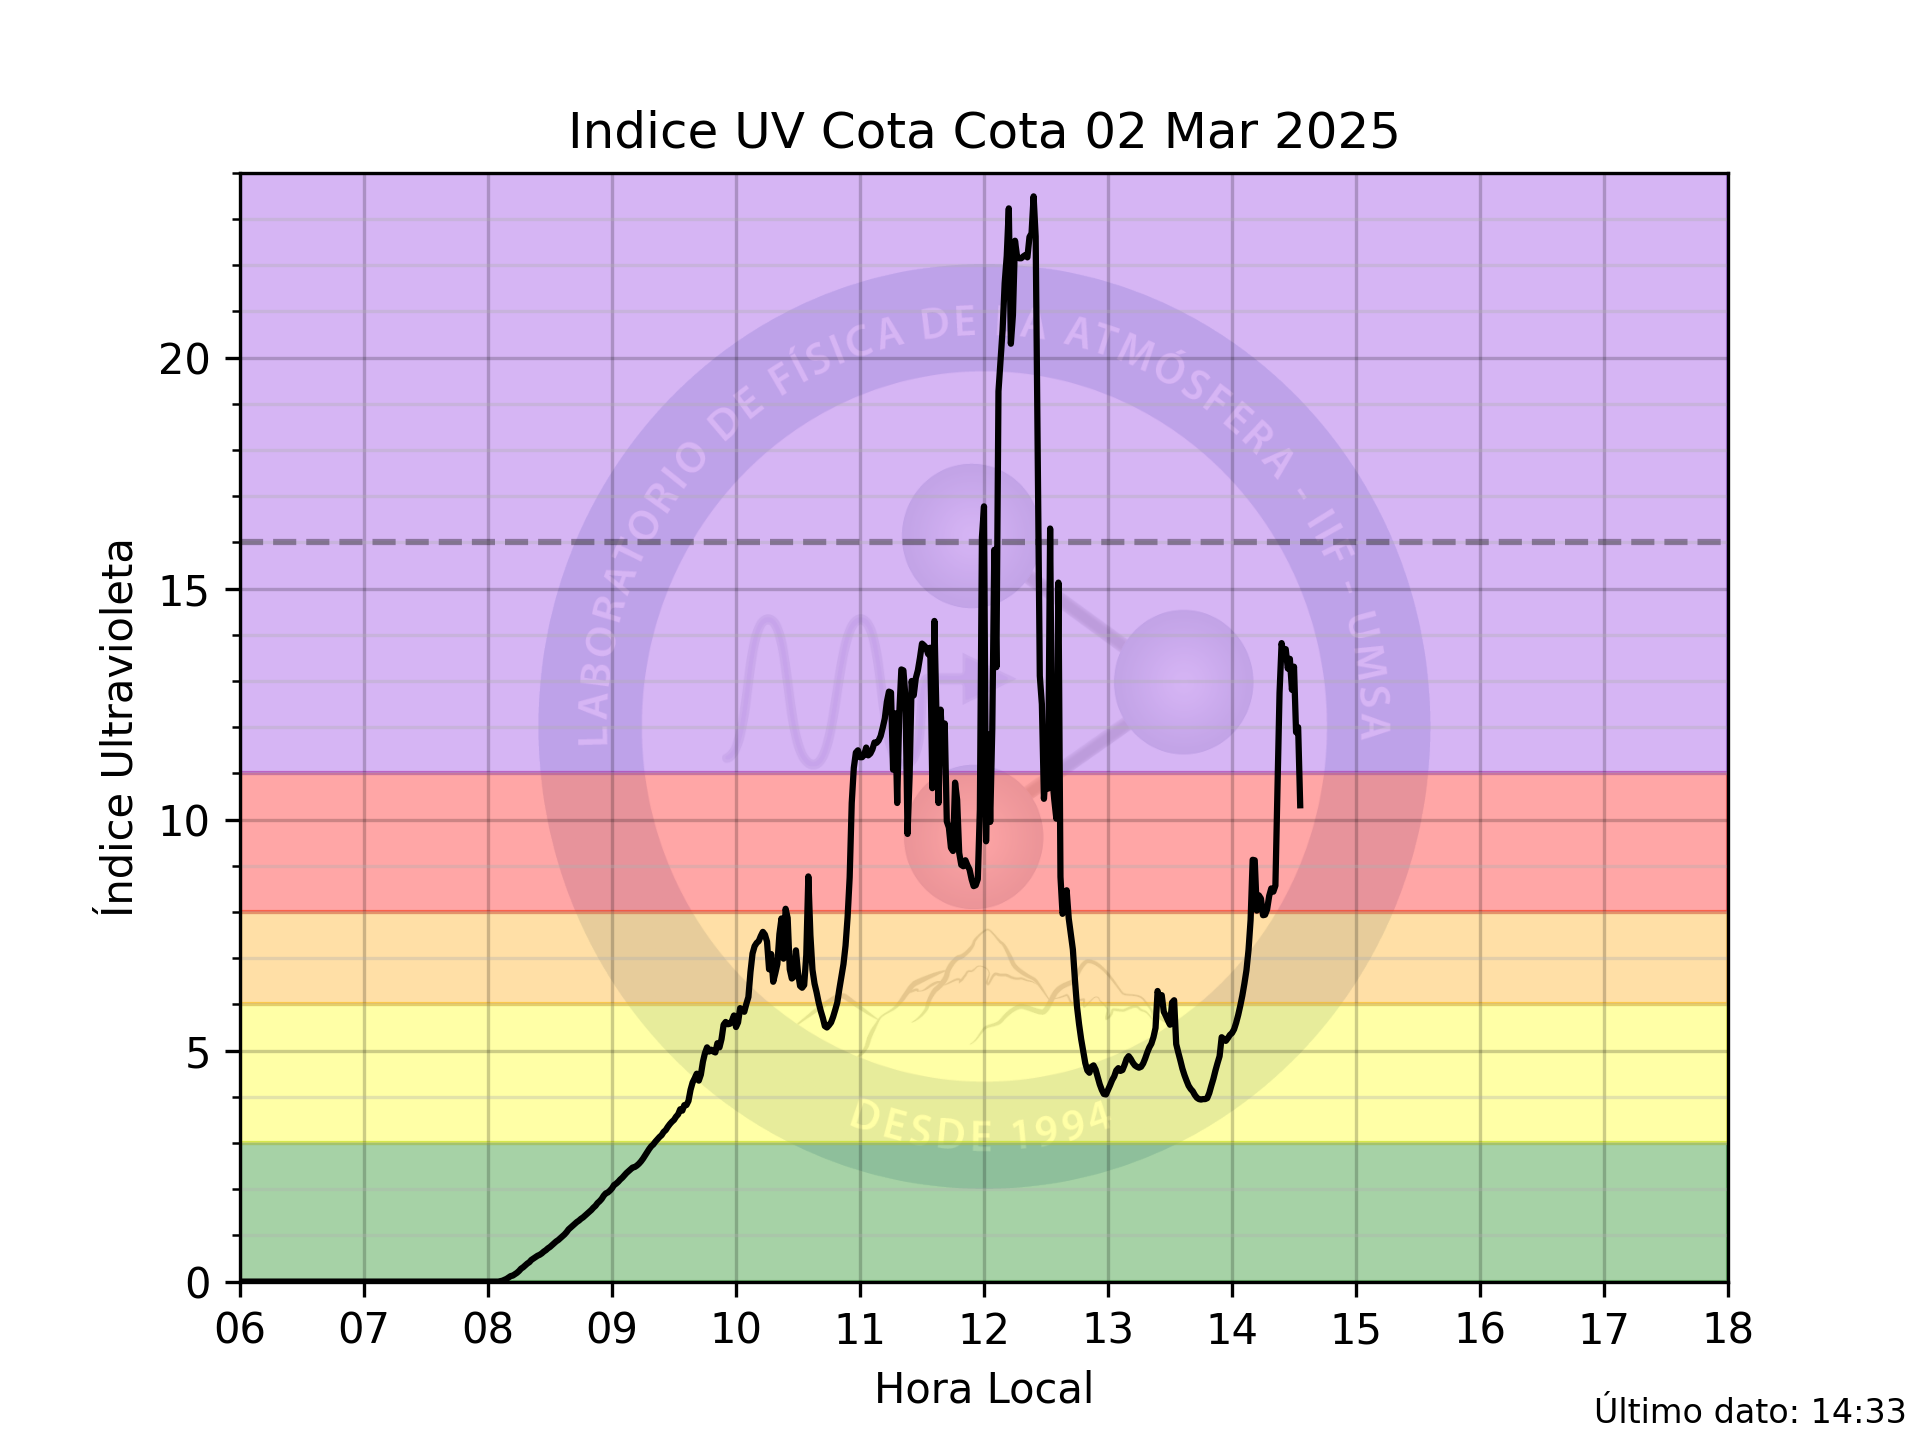 Indice UV Cota Cota 02 Mar 2025
Índice Ultravioleta
20
15
10
5
0
06 07 08 09 10 11 12 13 14 15 16 17 18
Hora Local
Último dato: 14:33
LABORATORIO DE FÍSICA DE LA ATMÓSFERA - IIF - UMSA
DESDE 1994